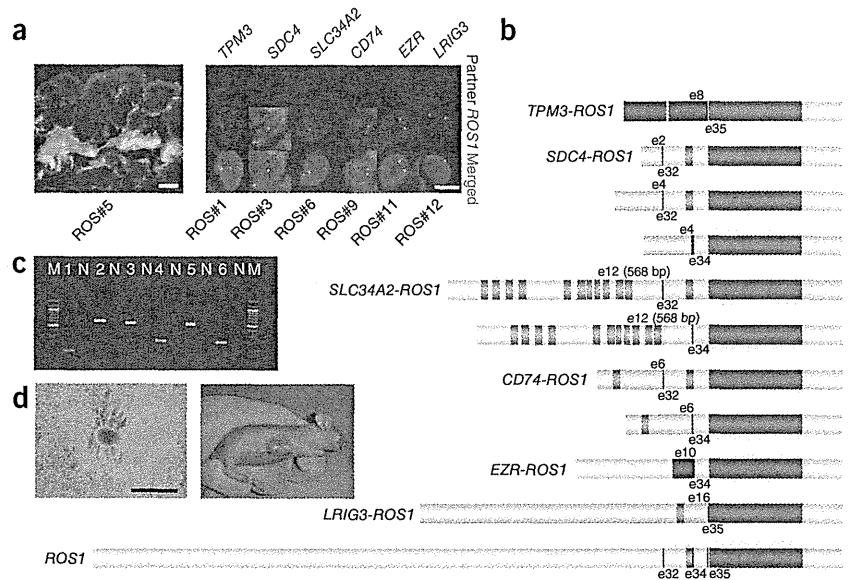 a
TPM3
SDC4
SLC34A2
CD74
EZR
LRIG3
Partner ROS1 Merged
ROS#5
ROS#1
ROS#3
ROS#6
ROS#9
ROS#11
ROS#12
b
TPM3-ROS1
e8
e35
SDC4-ROS1
e2
e32
e4
e32
e4
e34
SLC34A2-ROS1
e12 (568 bp)
e32
e12 (568 bp)
e34
CD74-ROS1
e6
e32
e6
e34
EZR-ROS1
e10
e34
LRIG3-ROS1
e16
e35
ROS1
e32 e34 e35
c
M 1 N 2 N 3 N 4 N 5 N 6 N M
d